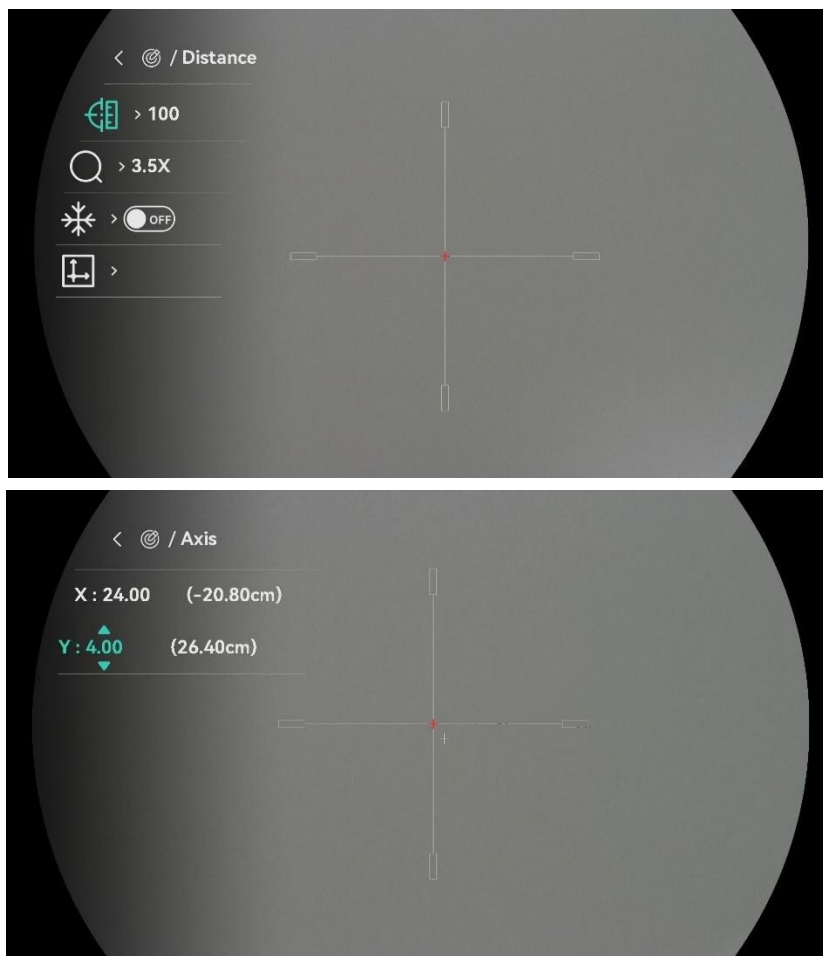 < / Distance
> 100
> 3.5X
> OFF
>
< / Axis
X : 24.00 (-20.80cm)
Y : 4.00 (26.40cm)